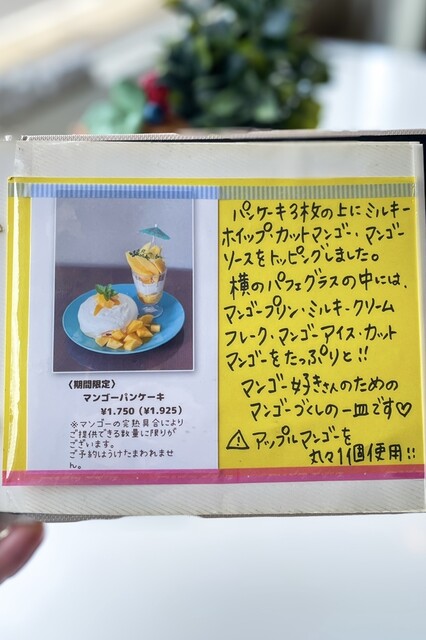 〈期間限定〉
マンゴーパンケーキ
¥1.750（¥1.925）
※マンゴーの完熟具合により
ご提供できる数量に限りが
ございます。
ご予約はうけたまわれませ
ん。
パンケーキ3枚の上にミルキー
ホイップ・カットマンゴー、マンゴー
ソースをトッピングしました。
横のパフェグラスの中には、
マンゴープリン・ミルキークリーム
フレーク・マンゴーアイス・カット
マンゴーをたっぷりと!!
マンゴー好きさんのための
マンゴーづくしの一皿です♡
⚠アップルマンゴーを
丸々1個使用!!